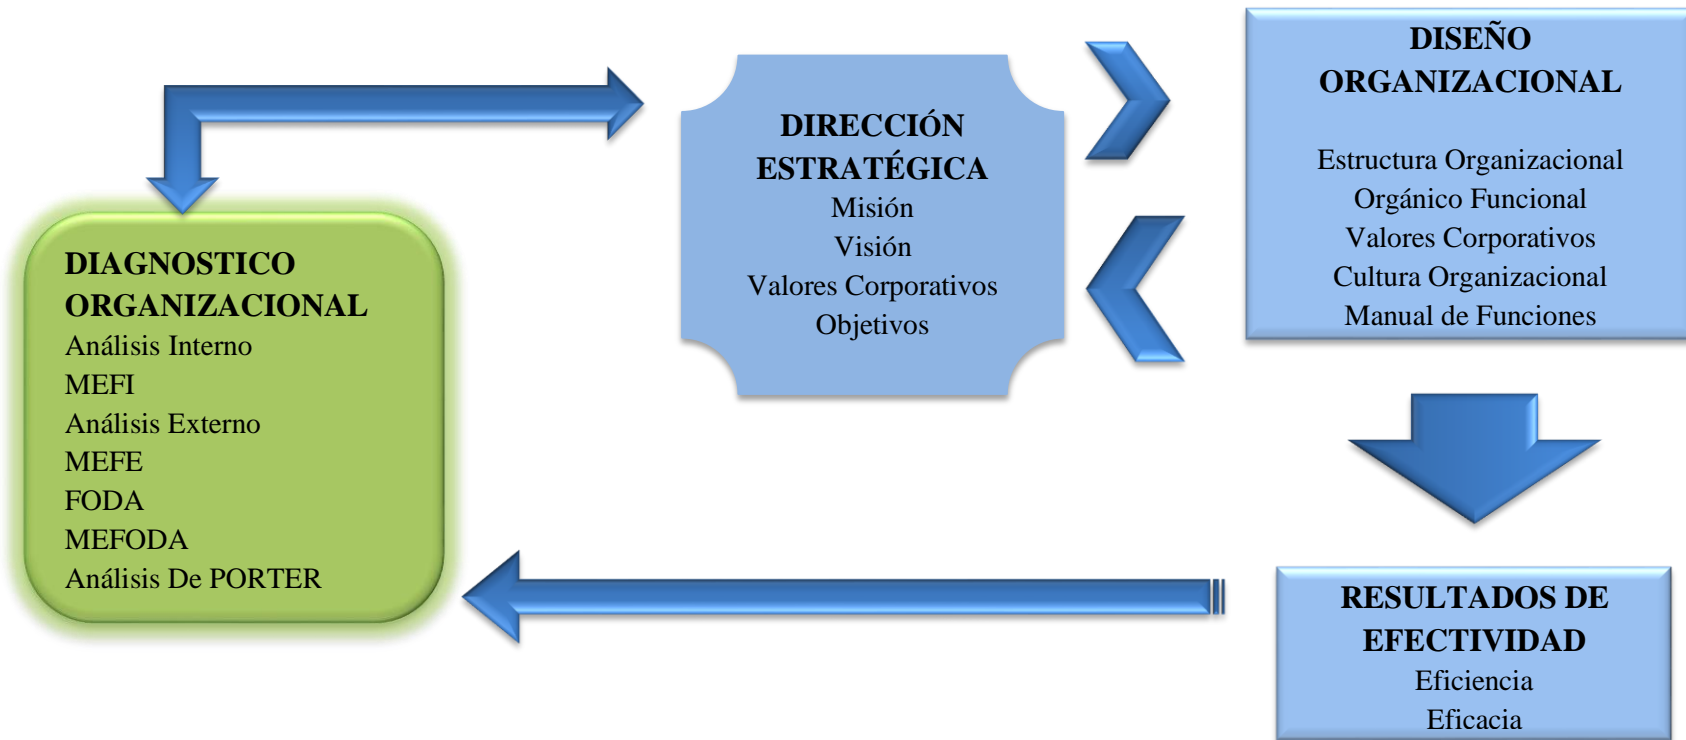 DIAGNOSTICO
ORGANIZACIONAL
Análisis Interno
MEFI
Análisis Externo
MEFE
FODA
MEFODA
Análisis De PORTER
DIRECCIÓN
ESTRATÉGICA
Misión
Visión
Valores Corporativos
Objetivos
DISEÑO
ORGANIZACIONAL
Estructura Organizacional
Orgánico Funcional
Valores Corporativos
Cultura Organizacional
Manual de Funciones
RESULTADOS DE
EFECTIVIDAD
Eficiencia
Eficacia